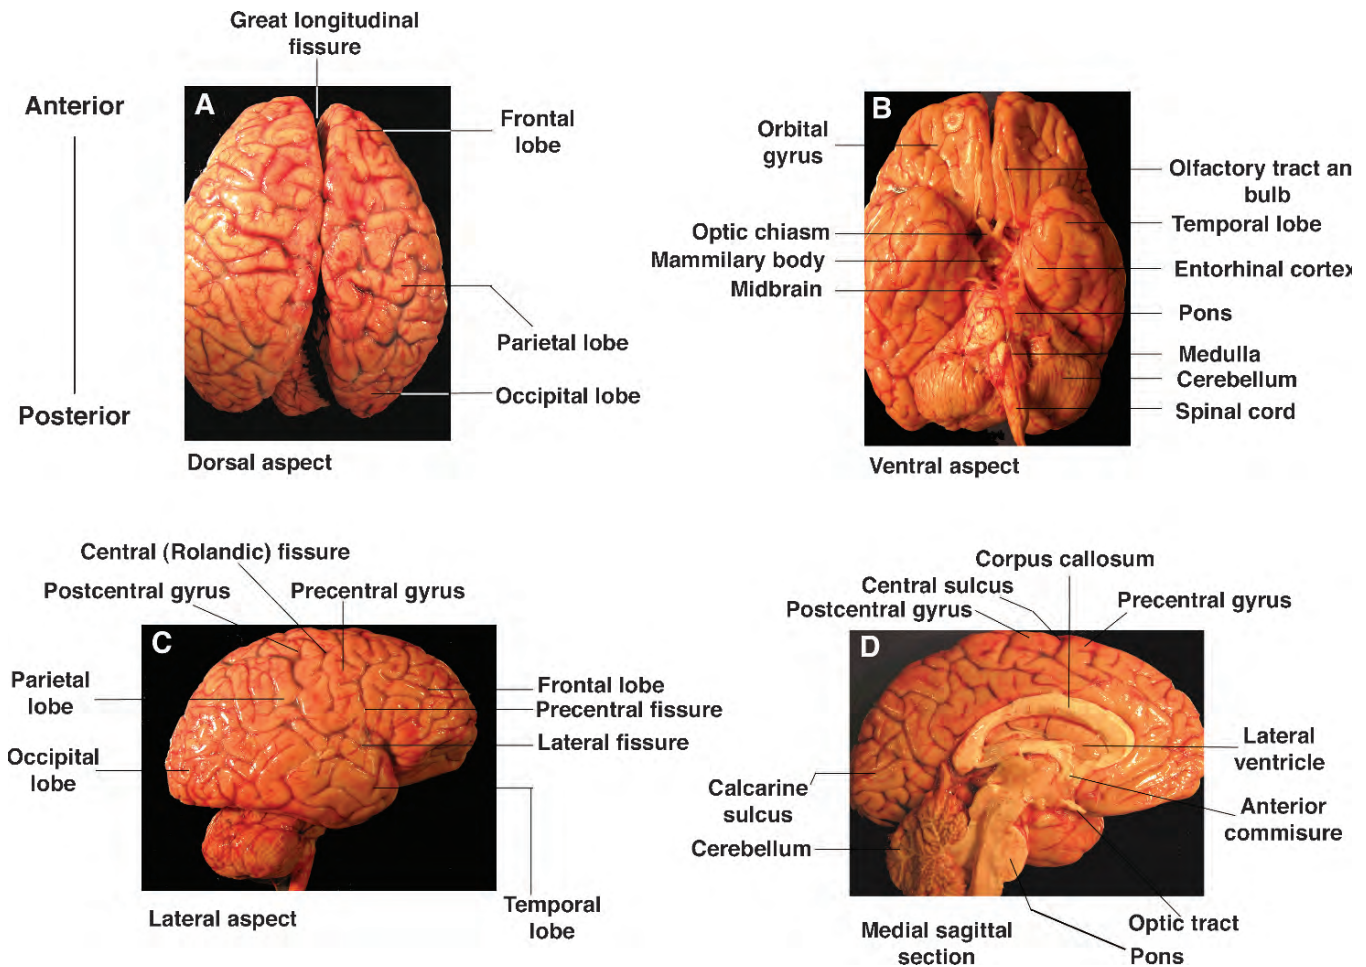 Great longitudinal
fissure
Anterior
Posterior
A
Frontal
lobe
Parietal lobe
Occipital lobe
Dorsal aspect
B
Orbital
gyrus
Optic chiasm
Mammilary body
Midbrain
Olfactory tract an
bulb
Temporal lobe
Entorhinal cortex
Pons
Medulla
Cerebellum
Spinal cord
Ventral aspect
Central (Rolandic) fissure
Postcentral gyrus
Precentral gyrus
C
Parietal
lobe
Occipital
lobe
Frontal lobe
Precentral fissure
Lateral fissure
Temporal
lobe
Lateral aspect
Corpus callosum
Central sulcus
Postcentral gyrus
Precentral gyrus
D
Lateral
ventricle
Calcarine
sulcus
Anterior
commisure
Cerebellum
Optic tract
Pons
Medial sagittal
section